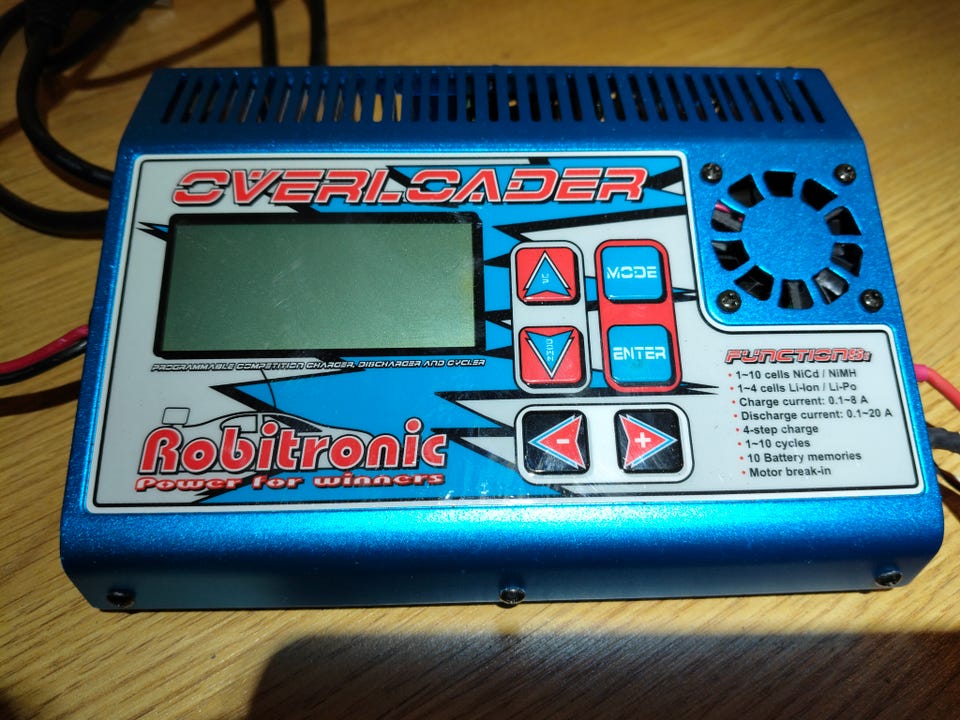 OVERLOADER
MODE
ENTER
PROGRAMMABLE COMPETITION CHARGER, DISCHARGER AND CYCLER
Robitronic
Power for winners
-
+
FUNCTIONS:
• 1~10 cells NiCd / NiMH
• 1~4 cells Li-Ion / Li-Po
• Charge current: 0.1~8 A
• Discharge current: 0.1~20 A
• 4-step charge
• 1~10 cycles
• 10 Battery memories
• Motor break-in